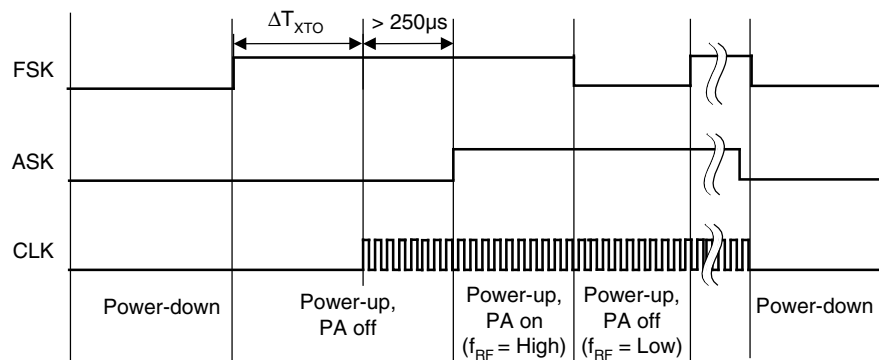 ΔT_XTO
> 250µs
FSK
ASK
CLK
Power-down
Power-up,
PA off
Power-up,
PA on
(f_RF = High)
Power-up,
PA off
(f_RF = Low)
Power-down